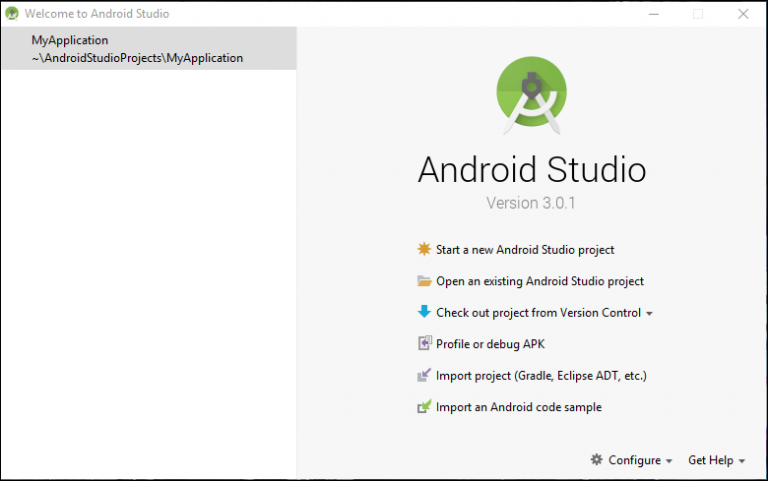 Welcome to Android Studio
MyApplication
~\AndroidStudioProjects\MyApplication
Android Studio
Version 3.0.1
Start a new Android Studio project
Open an existing Android Studio project
Check out project from Version Control
Profile or debug APK
Import project (Gradle, Eclipse ADT, etc.)
Import an Android code sample
Configure Get Help